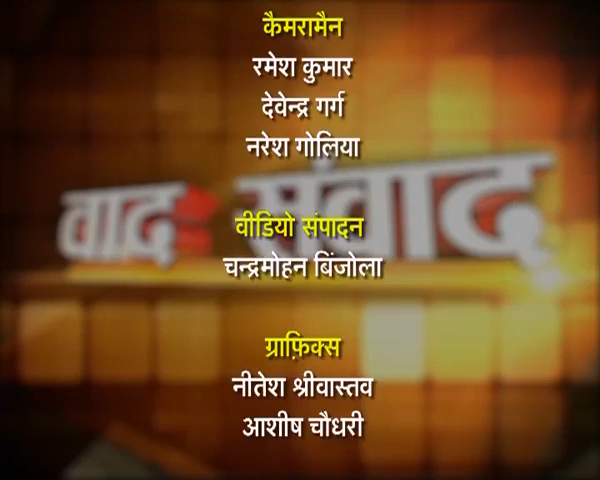 कैमरामैन
रमेश कुमार
देवेन्द्र गर्ग
नरेश गोलिया
वाद संवाद
वीडियो संपादन
चन्द्रमोहन बिंजोला
ग्राफ़िक्स
नीतेश श्रीवास्तव
आशीष चौधरी